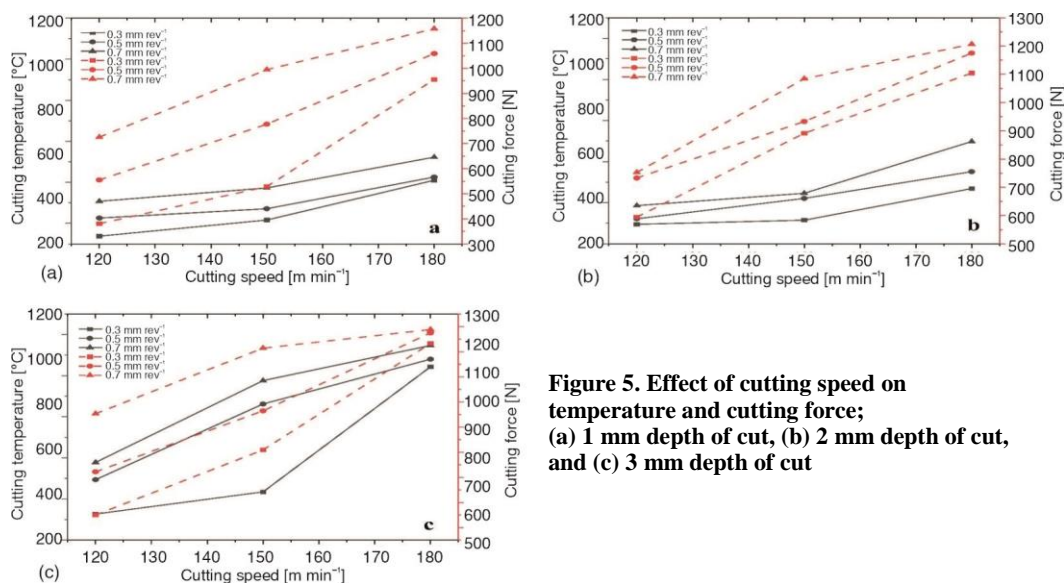 Cutting temperature [°C]
1200
1000
800
600
400
200
0.3 mm rev⁻¹
0.5 mm rev⁻¹
0.7 mm rev⁻¹
0.3 mm rev⁻¹
0.5 mm rev⁻¹
0.7 mm rev⁻¹
a
1200
1100
1000
900
800
700
600
500
400
300
Cutting force [N]
120 130 140 150 160 170 180
(a) Cutting speed [m min⁻¹]
Cutting temperature [°C]
1200
1000
800
600
400
200
0.3 mm rev⁻¹
0.5 mm rev⁻¹
0.7 mm rev⁻¹
0.3 mm rev⁻¹
0.5 mm rev⁻¹
0.7 mm rev⁻¹
b
1300
1200
1100
1000
900
800
700
600
500
Cutting force [N]
120 130 140 150 160 170 180
(b) Cutting speed [m min⁻¹]
Cutting temperature [°C]
1200
1000
800
600
400
200
0.3 mm rev⁻¹
0.5 mm rev⁻¹
0.7 mm rev⁻¹
0.3 mm rev⁻¹
0.5 mm rev⁻¹
0.7 mm rev⁻¹
c
1300
1200
1100
1000
900
800
700
600
500
Cutting force [N]
120 130 140 150 160 170 180
(c) Cutting speed [m min⁻¹]
Figure 5. Effect of cutting speed on
temperature and cutting force;
(a) 1 mm depth of cut, (b) 2 mm depth of cut,
and (c) 3 mm depth of cut